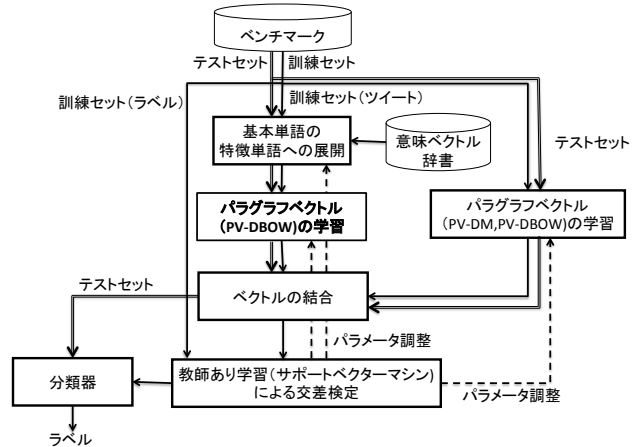 ベンチマーク
テストセット
訓練セット
訓練セット(ラベル)
訓練セット(ツイート)
基本単語の
特徴単語への展開
意味ベクトル
辞書
テストセット
パラグラフベクトル
(PV-DBOW)の学習
パラグラフベクトル
(PV-DM,PV-DBOW)の学習
テストセット
ベクトルの結合
パラメータ調整
分類器
教師あり学習(サポートベクターマシン)
による交差検定
パラメータ調整
ラベル